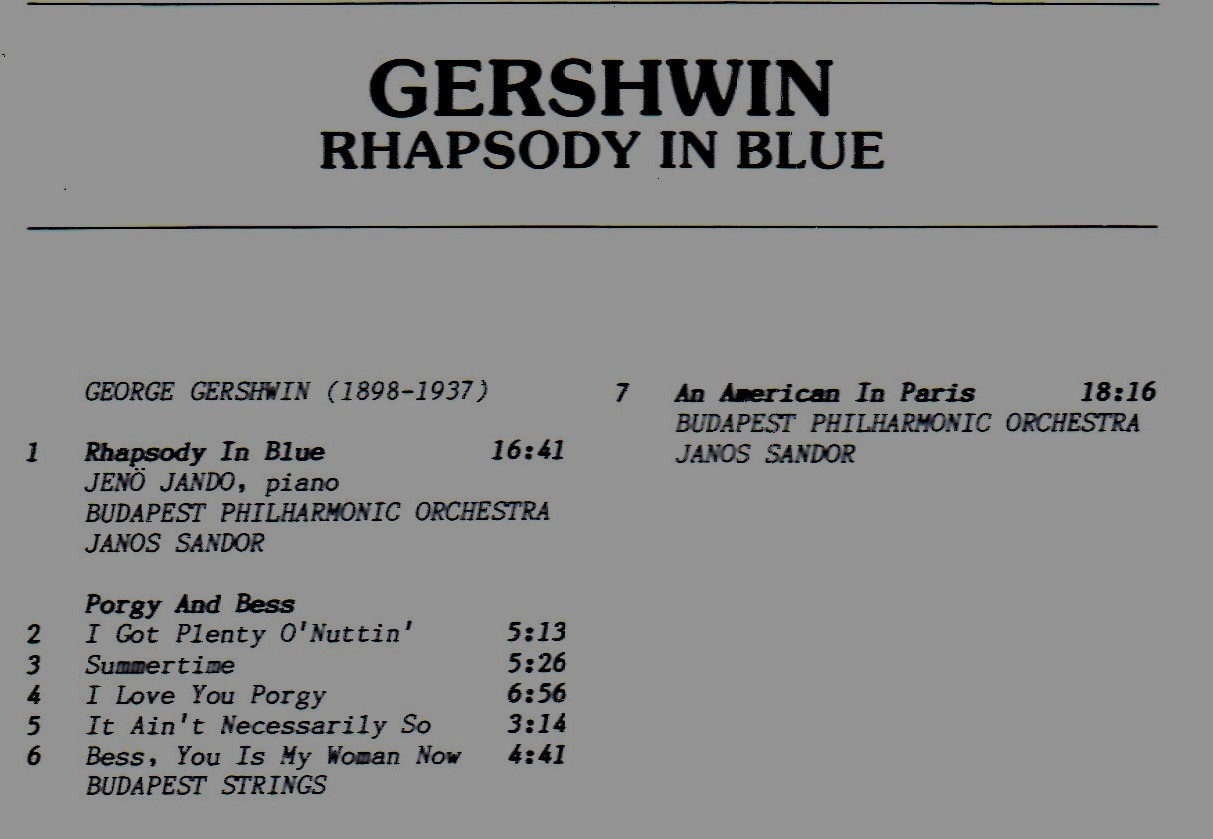 GERSHWIN
RHAPSODY IN BLUE
GEORGE GERSHWIN (1898-1937)
1 Rhapsody In Blue 16:41
JENÖ JANDO, piano
BUDAPEST PHILHARMONIC ORCHESTRA
JANOS SANDOR
Porgy And Bess
2 I Got Plenty O'Nuttin' 5:13
3 Summertime 5:26
4 I Love You Porgy 6:56
5 It Ain't Necessarily So 3:14
6 Bess, You Is My Woman Now 4:41
BUDAPEST STRINGS
7 An American In Paris 18:16
BUDAPEST PHILHARMONIC ORCHESTRA
JANOS SANDOR